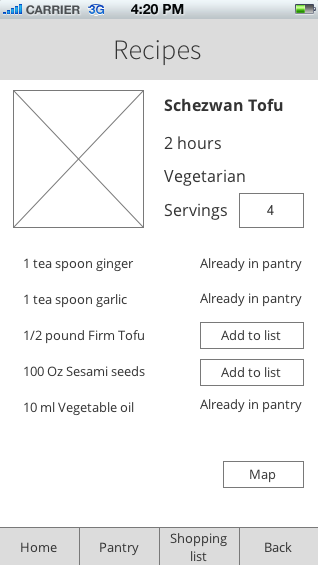 CARRIER 3G 4:20 PM
Recipes
Schezwan Tofu
2 hours
Vegetarian
Servings 4
1 tea spoon ginger Already in pantry
1 tea spoon garlic Already in pantry
1/2 pound Firm Tofu Add to list
100 Oz Sesami seeds Add to list
10 ml Vegetable oil Already in pantry
Map
Home Pantry Shopping list Back